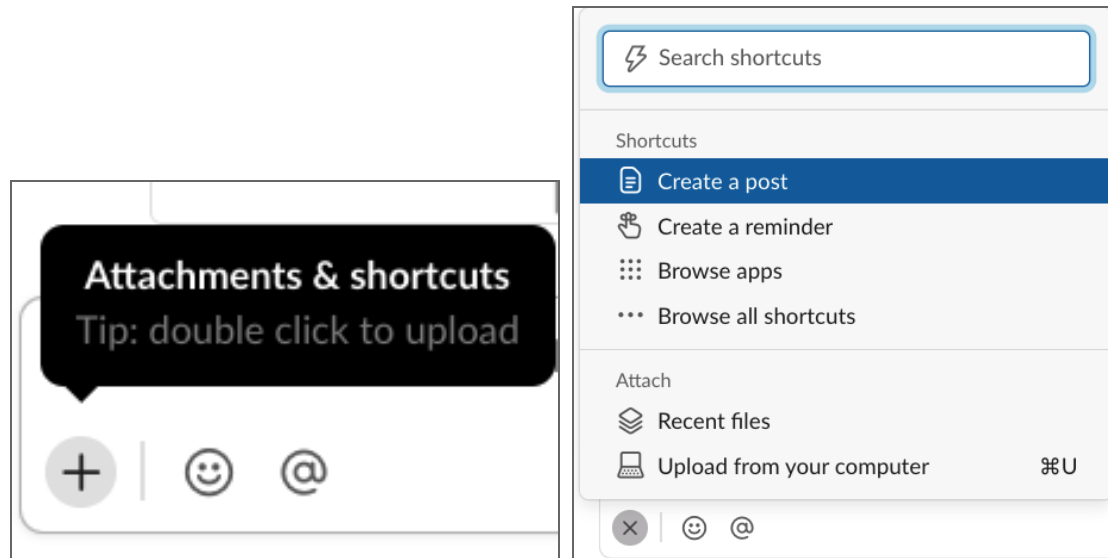 Attachments & shortcuts
Tip: double click to upload
Search shortcuts
Shortcuts
Create a post
Create a reminder
Browse apps
Browse all shortcuts
Attach
Recent files
Upload from your computer ⌘U